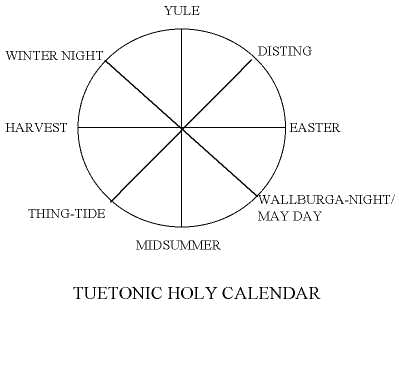 YULE
DISTING
WINTER NIGHT
HARVEST
EASTER
WALLBURGA-NIGHT/
MAY DAY
THING-TIDE
MIDSUMMER
TUETONIC HOLY CALENDAR